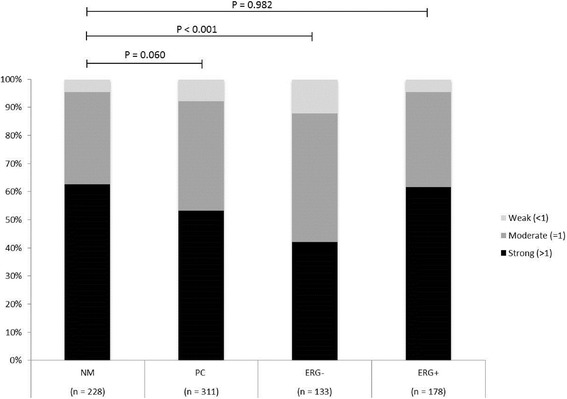 P = 0.982
P < 0.001
P = 0.060
100%
90%
80%
70%
60%
50%
40%
30%
20%
10%
0%
Weak (<1)
Moderate (=1)
Strong (>1)
NM PC ERG- ERG+
(n = 228) (n = 311) (n = 133) (n = 178)